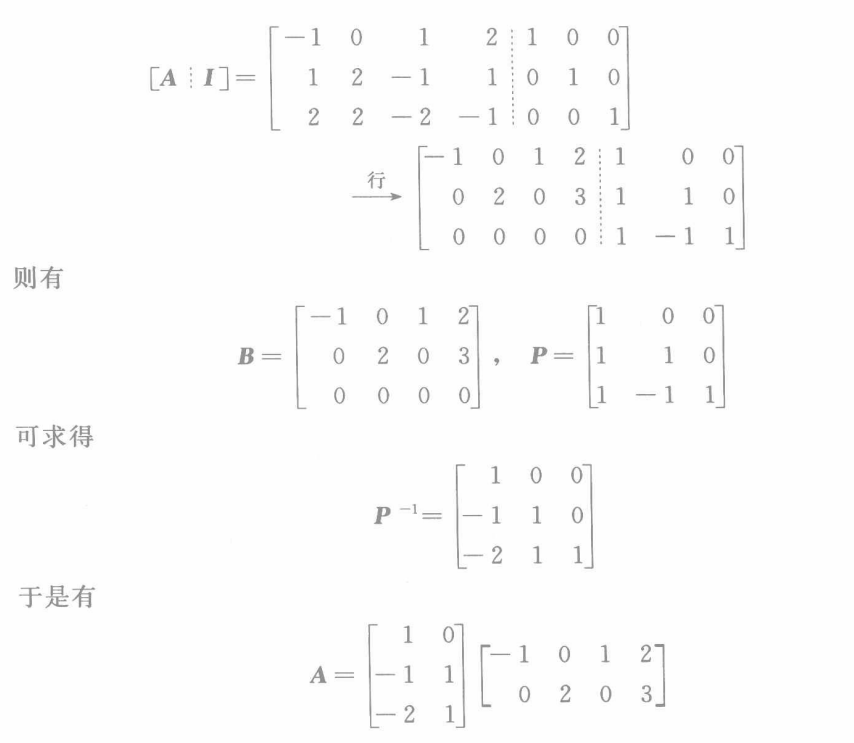 [A ⋮ I] = [ −1 0 1 2 ⋮ 1 0 0
1 2 −1 1 ⋮ 0 1 0
2 2 −2 −1 ⋮ 0 0 1 ]
行→ [ −1 0 1 2 ⋮ 1 0 0
0 2 0 3 ⋮ 1 1 0
0 0 0 0 ⋮ 1 −1 1 ]
则有
B = [ −1 0 1 2
0 2 0 3
0 0 0 0 ] , P = [ 1 0 0
1 1 0
1 −1 1 ]
可求得
P⁻¹ = [ 1 0 0
−1 1 0
−2 1 1 ]
于是有
A = [ 1 0
−1 1
−2 1 ] [ −1 0 1 2
0 2 0 3 ]